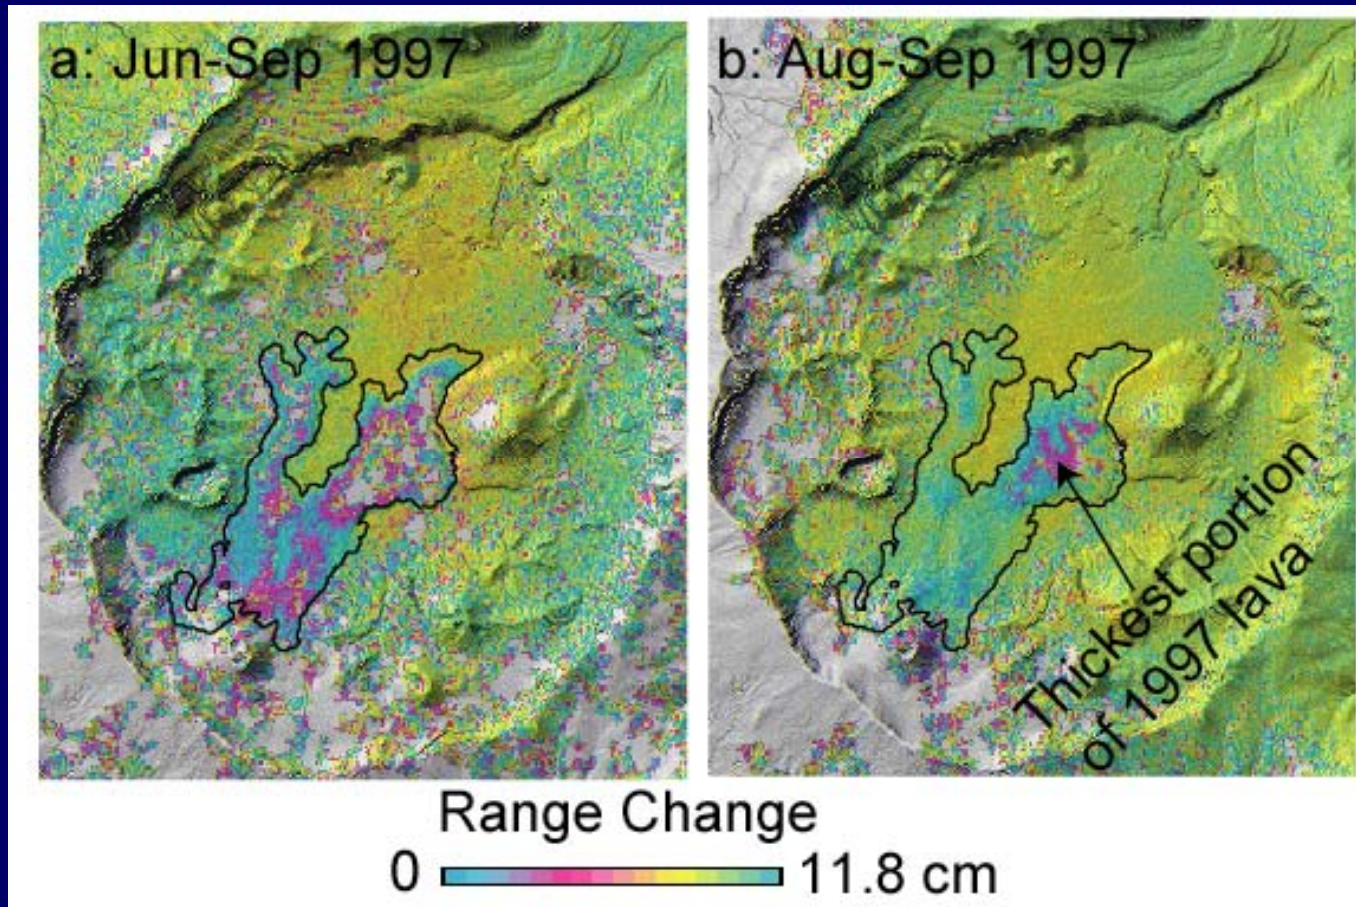 a: Jun-Sep 1997
b: Aug-Sep 1997
Thickest portion
of 1997 lava
Range Change
0
11.8 cm